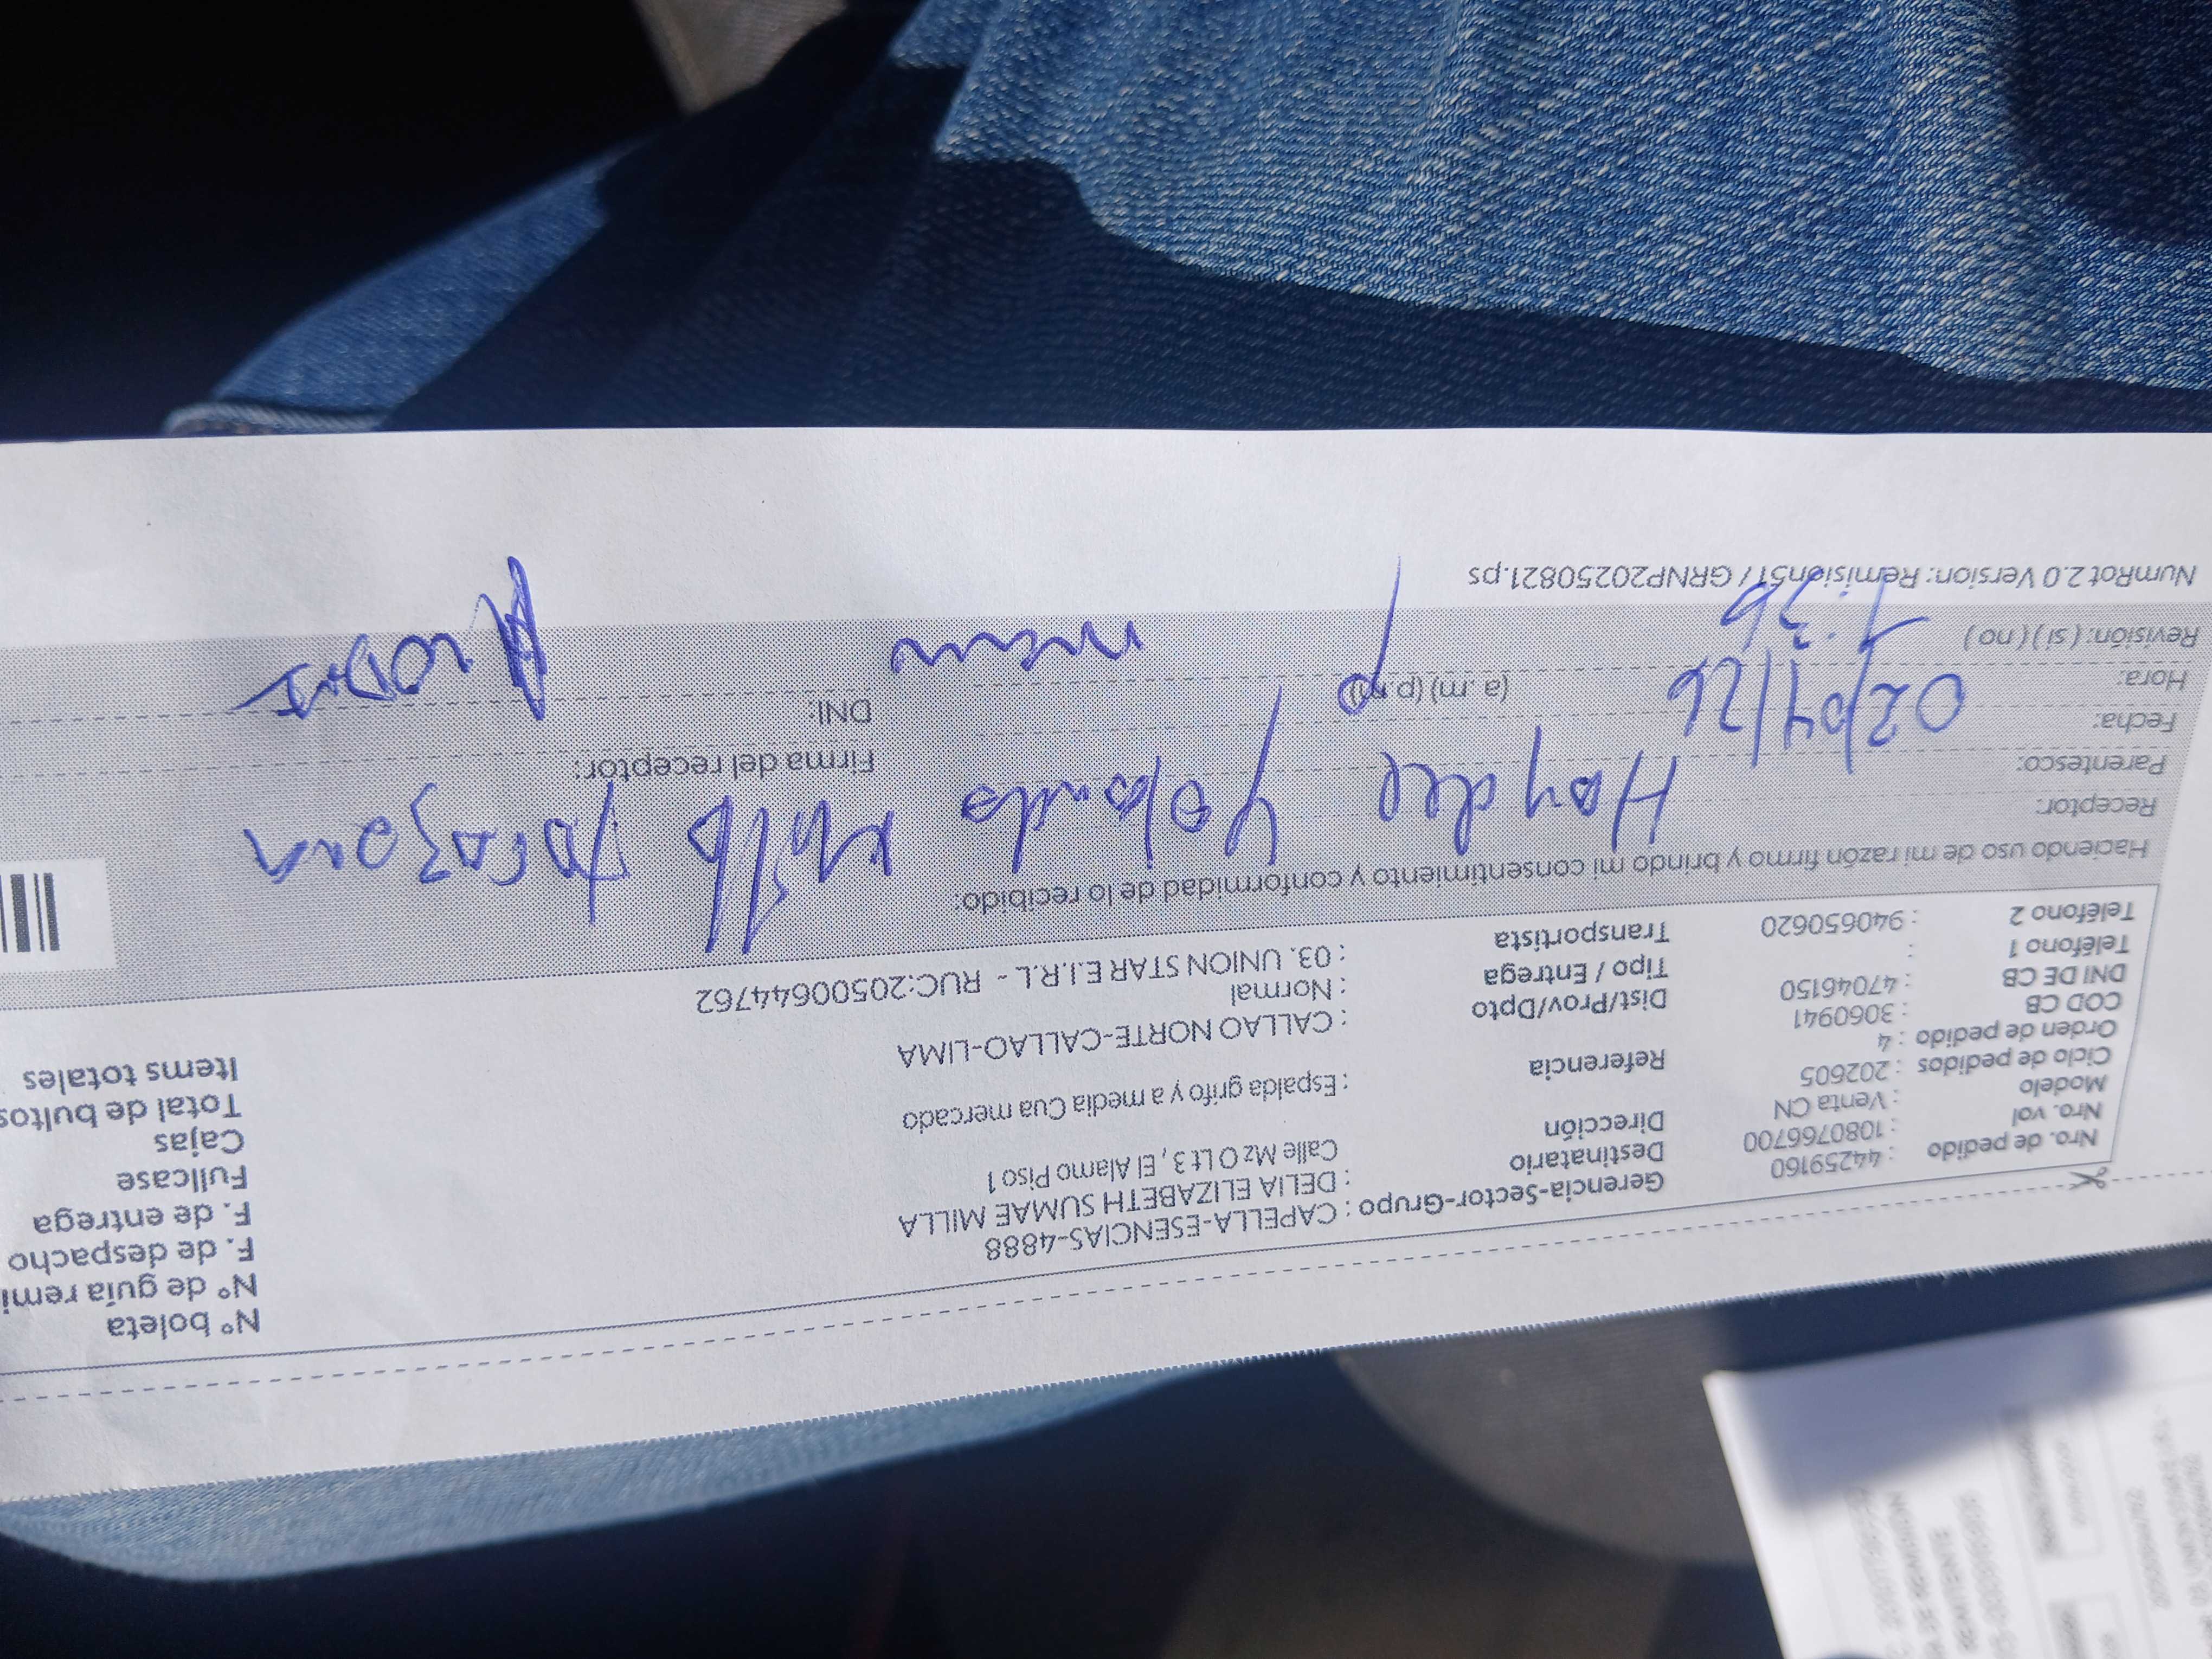 Nº boleta
Nº de guía remi
F. de despacho
F. de entrega
Fullcase
Cajas
Total de bultos
Items totales
Gerencia-Sector-Grupo : CAPELLA-ESENCIAS-4888
Nro. de pedido : 44259160
Destinatario : DELIA ELIZABETH SUMAE MILLA
Nro. vol : 1080766700
Dirección Calle Mz O Lt 3 , El Alamo Piso 1
Modelo : Venta CN
Ciclo de pedidos : 202605
Referencia : Espalda grifo y a media Cua mercado
Orden de pedido : 4
COD CB : 3060941
Dist/Prov/Dpto : CALLAO NORTE-CALLAO-LIMA
DNI DE CB : 47046150
Tipo / Entrega : Normal
Teléfono 1 :
Transportista : 03. UNION STAR E.I.R.L - RUC:20500644762
Teléfono 2 : 940650620
Haciendo uso de mi razón firmo y brindo mi consentimiento y conformidad de lo recibido:
Receptor: Haydee Yolanda
Parentesco:
Firma del receptor:
Fecha: 02/04/26
DNI:
Hora: (a .m) (p.m)
1:36 p
Revisión: ( si ) ( no )
NumRot 2.0 Version: Remision51 / GRNP20250821.ps